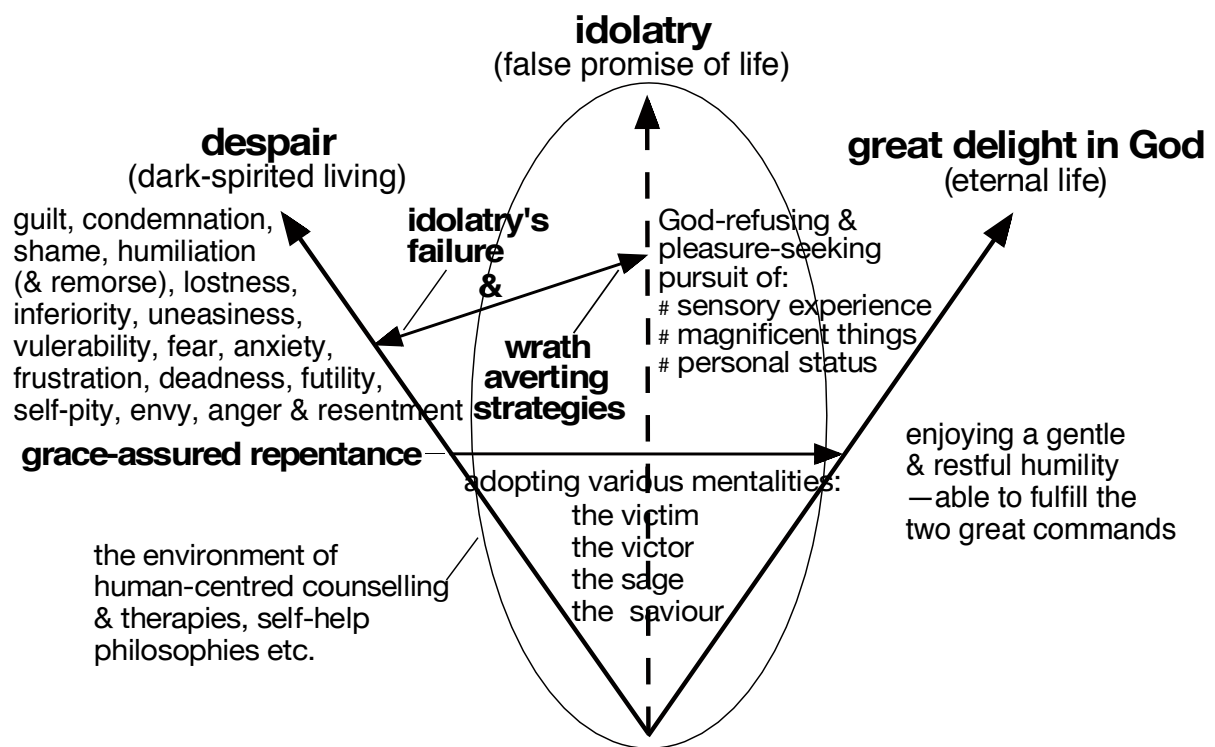 idolatry
(false promise of life)
despair
(dark-spirited living)
great delight in God
(eternal life)
guilt, condemnation,
shame, humiliation
(& remorse), lostness,
inferiority, uneasiness,
vulerability, fear, anxiety,
frustration, deadness, futility,
self-pity, envy, anger & resentment
idolatry's
failure
&
wrath
averting
strategies
God-refusing &
pleasure-seeking
pursuit of:
# sensory experience
# magnificent things
# personal status
grace-assured repentance
adopting various mentalities:
the victim
the victor
the sage
the saviour
enjoying a gentle
& restful humility
—able to fulfill the
two great commands
the environment of
human-centred counselling
& therapies, self-help
philosophies etc.